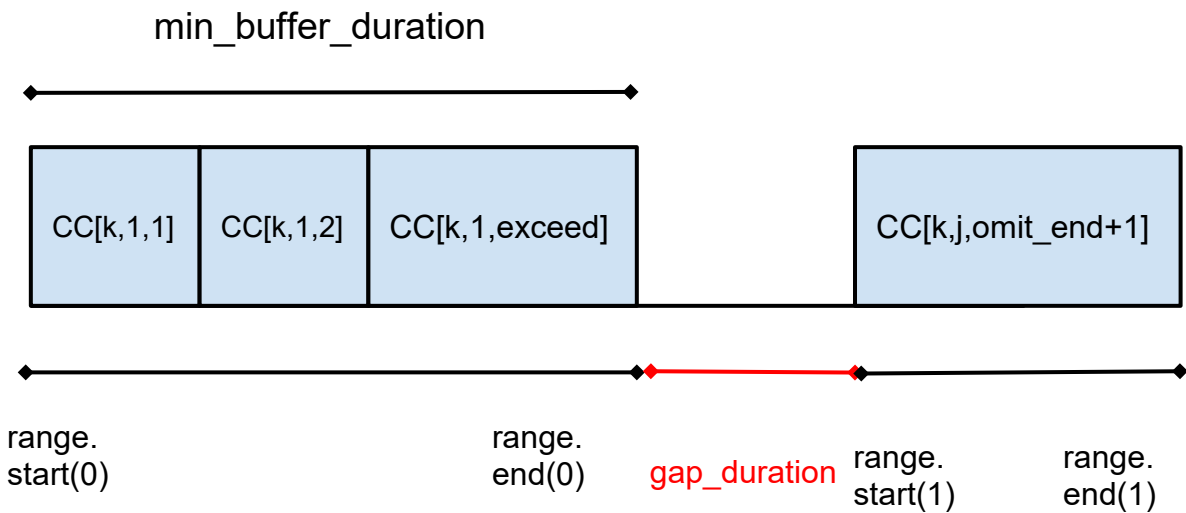 min_buffer_duration
CC[k,1,1]
CC[k,1,2]
CC[k,1,exceed]
CC[k,j,omit_end+1]
range.
start(0)
range.
end(0)
gap_duration
range.
start(1)
range.
end(1)